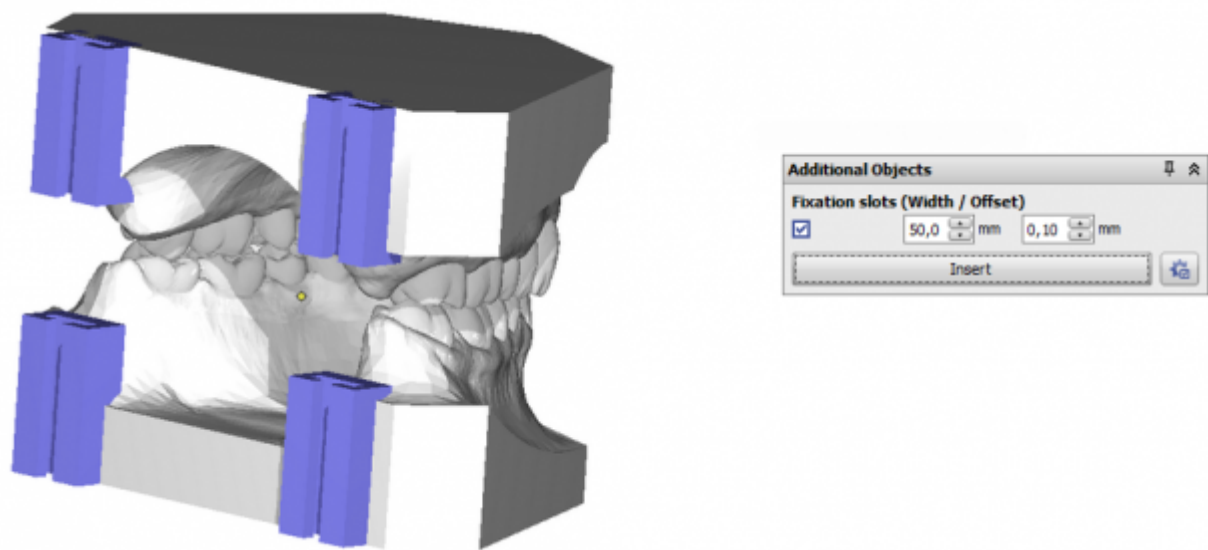 Additional Objects
Fixation slots (Width / Offset)
50,0 mm 0,10 mm
Insert